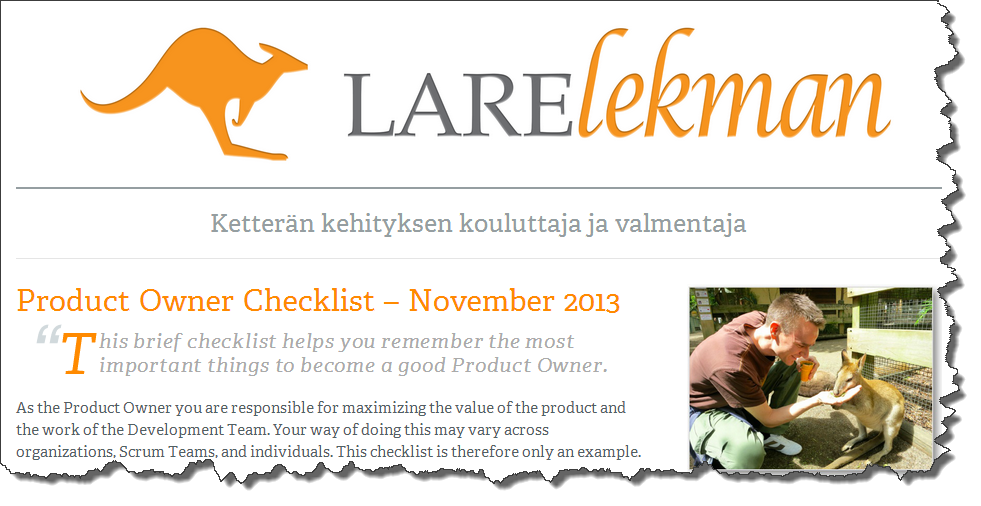 LARElekman
Ketterän kehityksen kouluttaja ja valmentaja
Product Owner Checklist – November 2013
“This brief checklist helps you remember the most
important things to become a good Product Owner.
As the Product Owner you are responsible for maximizing the value of the product and
the work of the Development Team. Your way of doing this may vary across
organizations, Scrum Teams, and individuals. This checklist is therefore only an example.